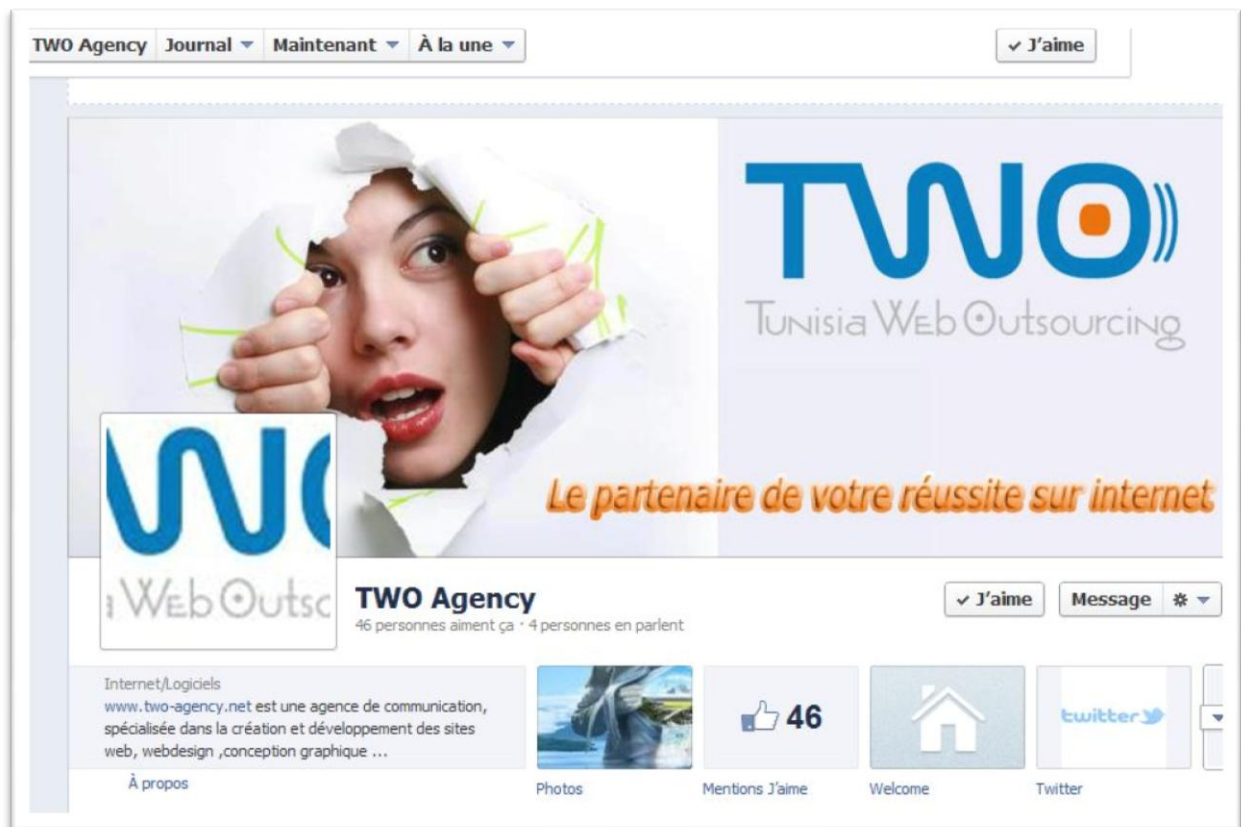 TWO Agency Journal Maintenant À la une J'aime
TWO
Tunisia Web Outsourcing
Le partenaire de votre réussite sur internet
WO
Web Outsc
TWO Agency
J'aime Message
46 personnes aiment ça · 4 personnes en parlent
Internet/Logiciels
www.two-agency.net est une agence de communication,
spécialisée dans la création et développement des sites
web, webdesign ,conception graphique ...
À propos
46
twitter
Photos Mentions J'aime Welcome Twitter